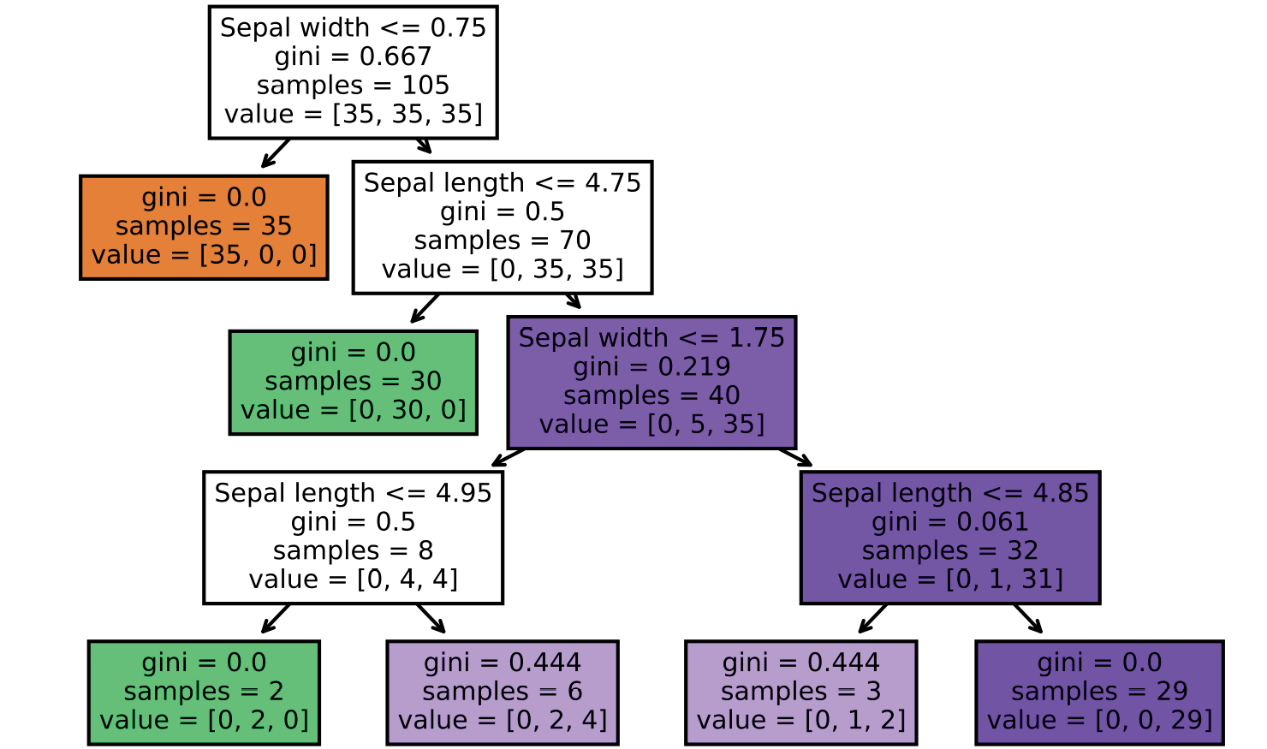 Sepal width <= 0.75
gini = 0.667
samples = 105
value = [35, 35, 35]
gini = 0.0
samples = 35
value = [35, 0, 0]
Sepal length <= 4.75
gini = 0.5
samples = 70
value = [0, 35, 35]
gini = 0.0
samples = 30
value = [0, 30, 0]
Sepal width <= 1.75
gini = 0.219
samples = 40
value = [0, 5, 35]
Sepal length <= 4.95
gini = 0.5
samples = 8
value = [0, 4, 4]
Sepal length <= 4.85
gini = 0.061
samples = 32
value = [0, 1, 31]
gini = 0.0
samples = 2
value = [0, 2, 0]
gini = 0.444
samples = 6
value = [0, 2, 4]
gini = 0.444
samples = 3
value = [0, 1, 2]
gini = 0.0
samples = 29
value = [0, 0, 29]